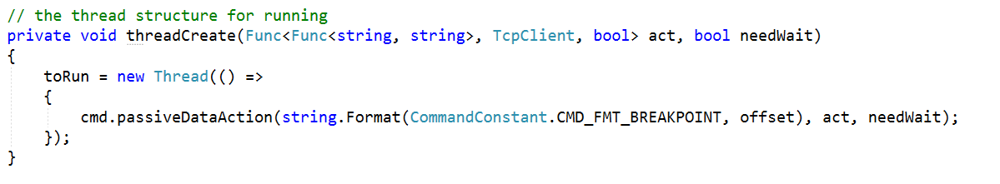 // the thread structure for running
private void threadCreate(Func<Func<string, string>, TcpClient, bool> act, bool needWait)
{
    toRun = new Thread(() =>
    {
        cmd.passiveDataAction(string.Format(CommandConstant.CMD_FMT_BREAKPOINT, offset), act, needWait);
    });
}